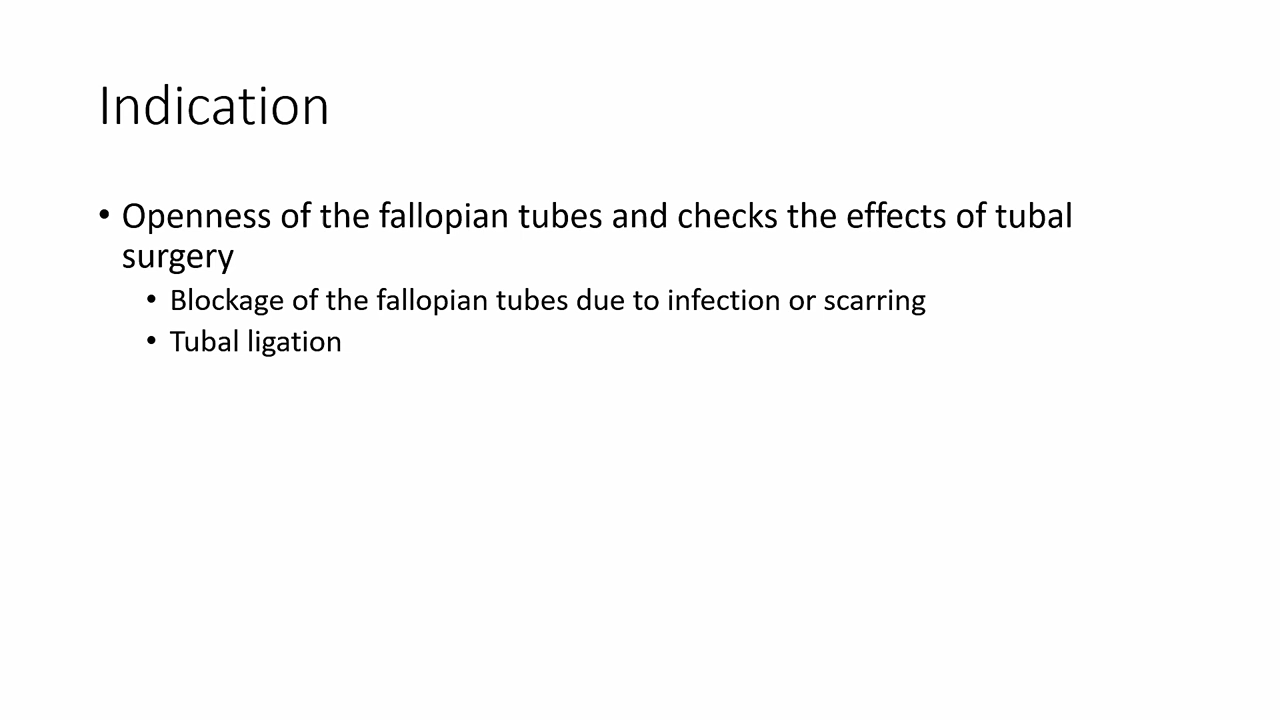 Indication
• Openness of the fallopian tubes and checks the effects of tubal
surgery
• Blockage of the fallopian tubes due to infection or scarring
• Tubal ligation